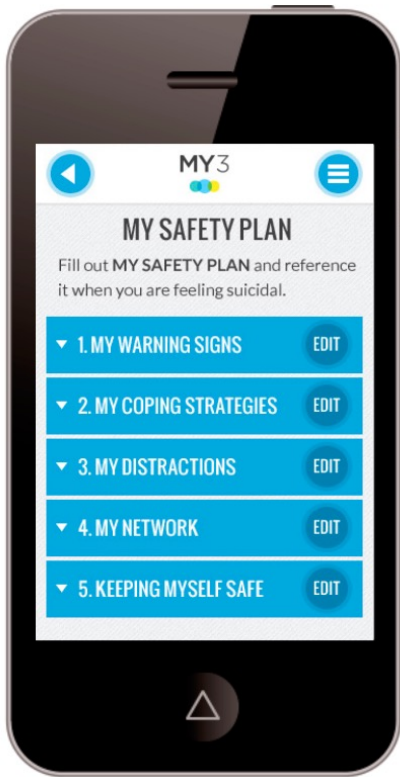 MY3
MY SAFETY PLAN
Fill out MY SAFETY PLAN and reference
it when you are feeling suicidal.
1. MY WARNING SIGNS EDIT
2. MY COPING STRATEGIES EDIT
3. MY DISTRACTIONS EDIT
4. MY NETWORK EDIT
5. KEEPING MYSELF SAFE EDIT